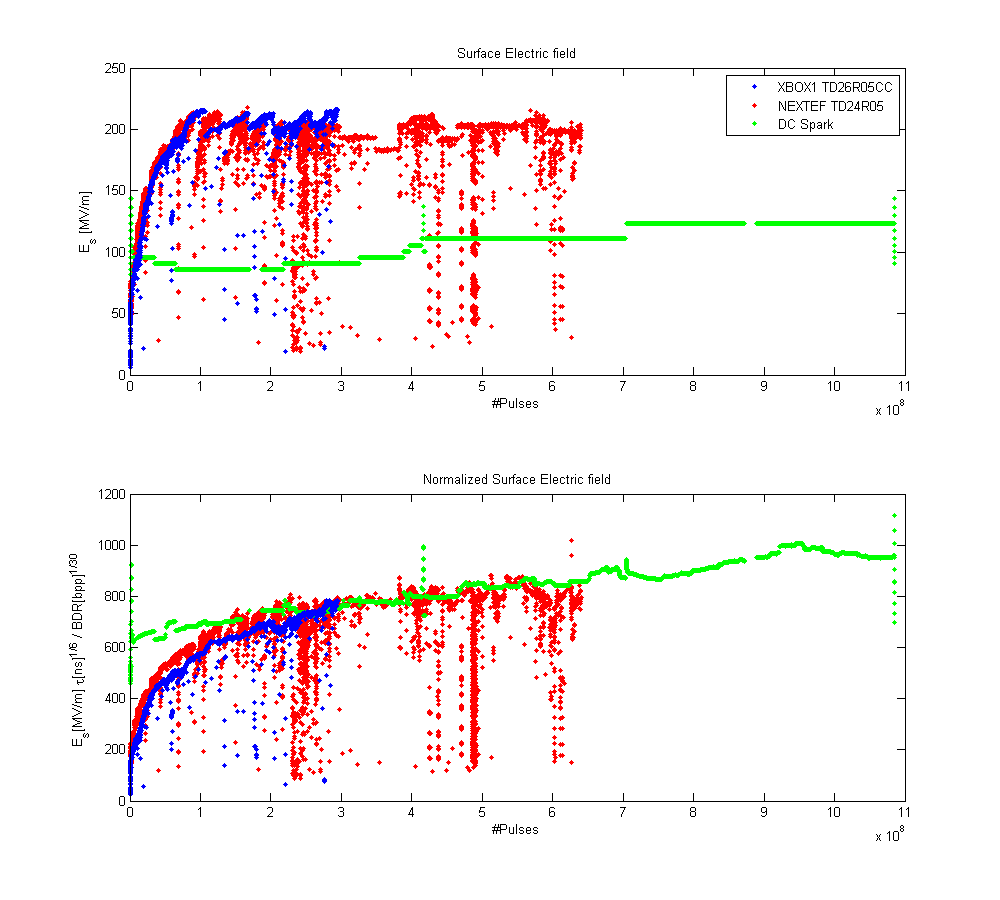 Surface Electric field
250
200
150
100
50
0
E_s [MV/m]
XBOX1 TD26R05CC
NEXTEF TD24R05
DC Spark
0 1 2 3 4 5 6 7 8 9 10 11
#Pulses
x 10^8
Normalized Surface Electric field
1200
1000
800
600
400
200
0
E_s[MV/m] τ[ns]^1/6 / BDR[bpp]^1/30
0 1 2 3 4 5 6 7 8 9 10 11
#Pulses
x 10^8